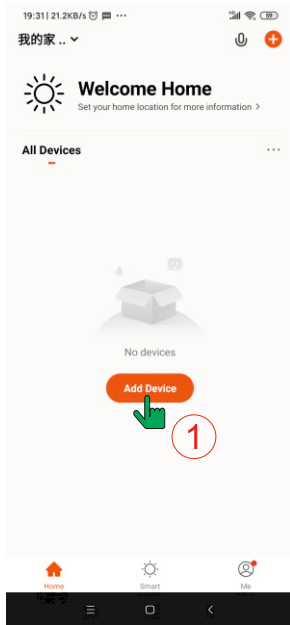 19:31 | 21.2KB/s ··· 59
我的家 ..
Welcome Home
Set your home location for more information >
All Devices ···
No devices
Add Device
1
Home Smart Me